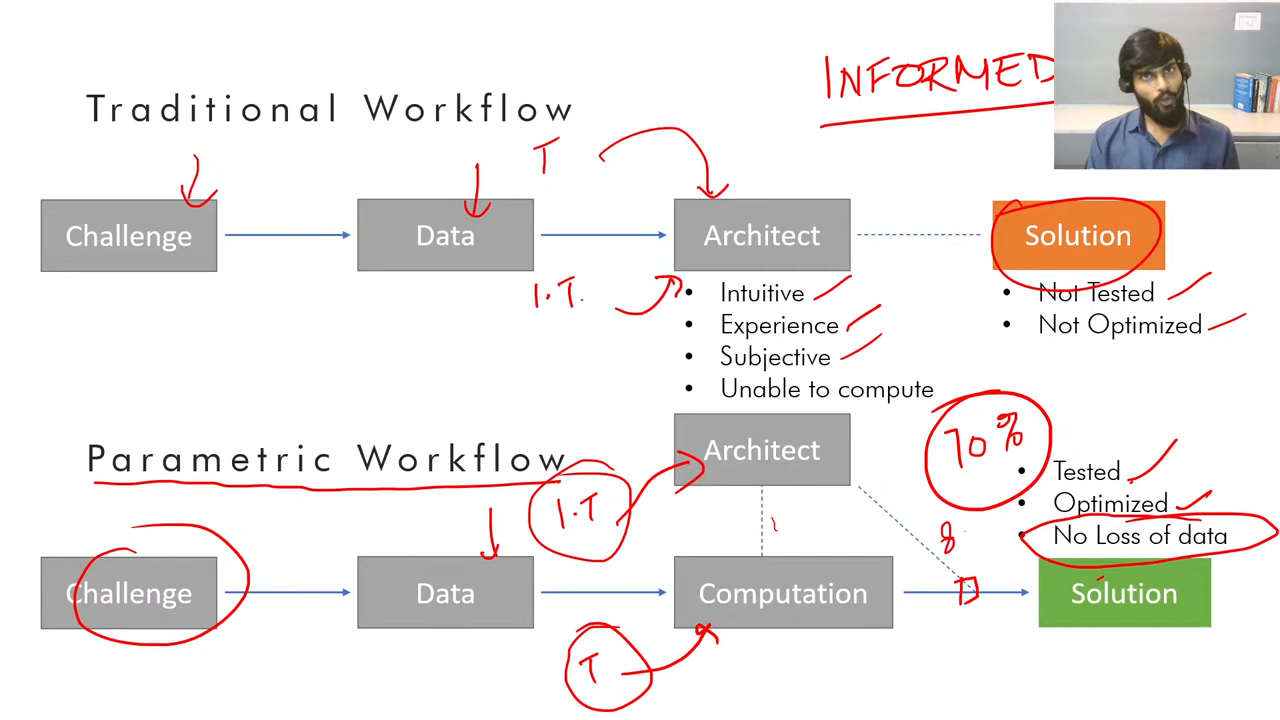 INFORMED
Traditional Workflow
T
Challenge
Data
Architect
Solution
I.T.
• Intuitive
• Experience
• Subjective
• Unable to compute
• Not Tested
• Not Optimized
Parametric Workflow
Architect
70%
• Tested
• Optimized
• No Loss of data
I.T
8
Challenge
Data
Computation
Solution
T